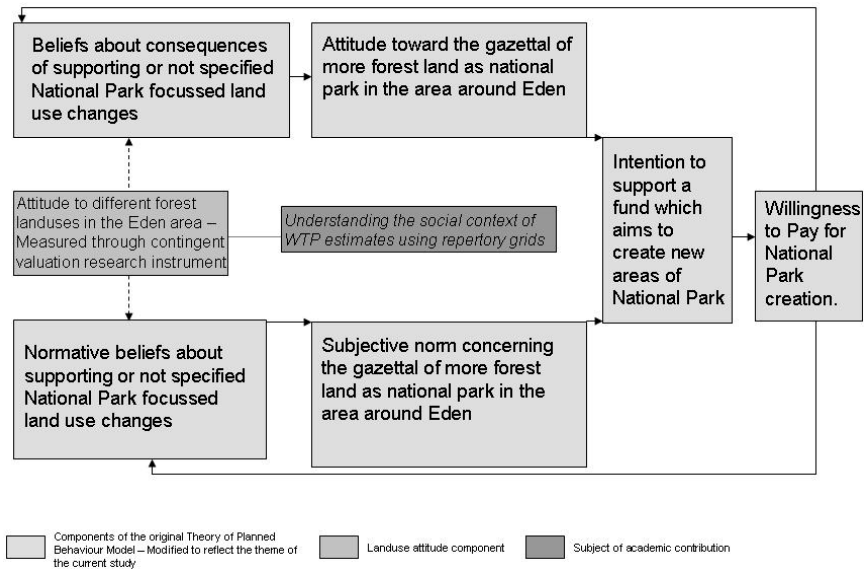 Beliefs about consequences
of supporting or not specified
National Park focussed land
use changes
Attitude toward the gazettal of
more forest land as national
park in the area around Eden
Attitude to different forest
landuses in the Eden area –
Measured through contingent
valuation research instrument
Understanding the social context of
WTP estimates using repertory grids
Intention to
support a
fund which
aims to
create new
areas of
National Park
Willingness
to Pay for
National
Park
creation.
Normative beliefs about
supporting or not specified
National Park focussed
land use changes
Subjective norm concerning
the gazettal of more forest
land as national park in the
area around Eden
Components of the original Theory of Planned
Behaviour Model – Modified to reflect the theme of
the current study
Landuse attitude component
Subject of academic contribution